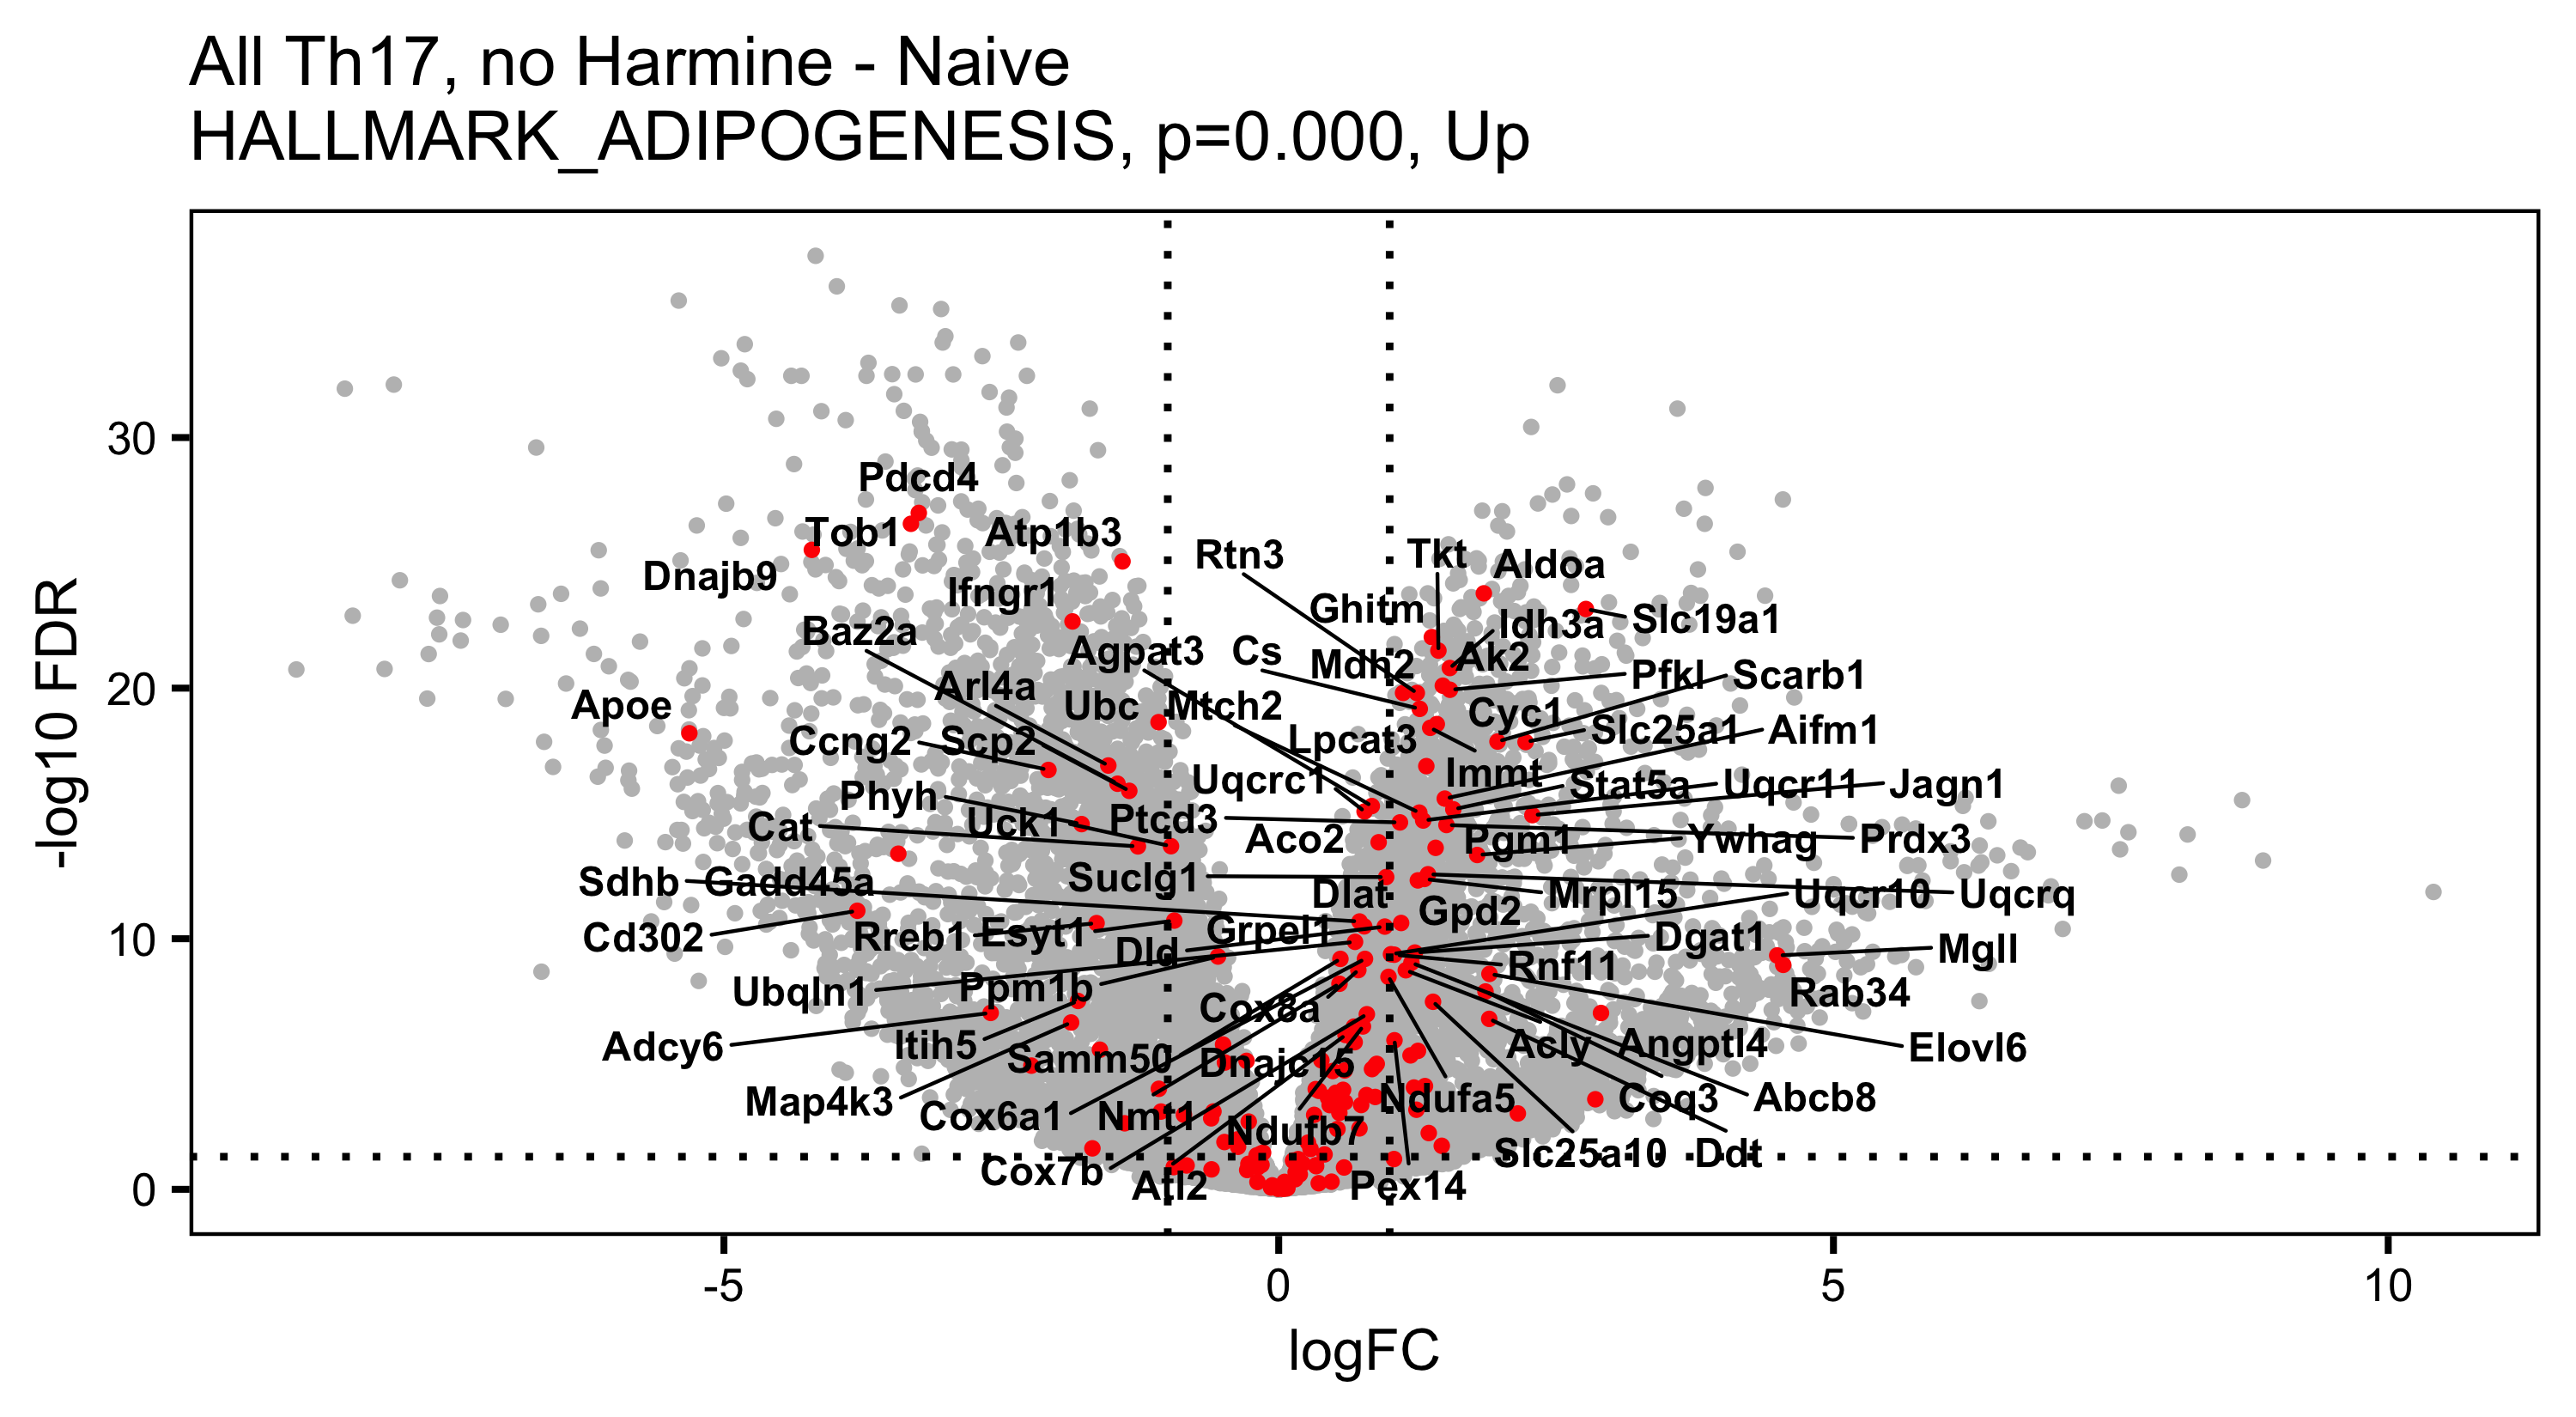 All Th17, no Harmine - Naive
HALLMARK_ADIPOGENESIS, p=0.000, Up
-log10 FDR
30
20
10
0
Pdcd4
Tob1
Atp1b3
Dnajb9
Ifngr1
Baz2a
Agpat3
Arl4a
Apoe
Ubc
Mtch2
Ccng2
Scp2
Phyh
Cat
Uck1
Ptcd3
Sdhb
Gadd45a
Suclg1
Cd302
Rreb1
Esyt1
Dld
Grpel1
Ubqln1
Ppm1b
Adcy6
Itih5
Samm50
Map4k3
Cox6a1
Nmt1
Cox7b
Atl2
Rtn3
Tkt
Aldoa
Ghitm
Idh3a
Slc19a1
Cs
Mdh2
Ak2
Pfkl
Scarb1
Cyc1
Lpcat3
Slc25a1
Aifm1
Uqcrc1
Immt
Stat5a
Uqcr11
Jagn1
Aco2
Pgm1
Ywhag
Prdx3
Dlat
Mrpl15
Uqcr10
Uqcrq
Gpd2
Dgat1
Mgll
Rnf11
Rab34
Cox8a
Acly
Angptl4
Elovl6
Dnajc15
Ndufa5
Coq3
Abcb8
Ndufb7
Slc25a10
Ddt
Pex14
-5
0
5
10
logFC